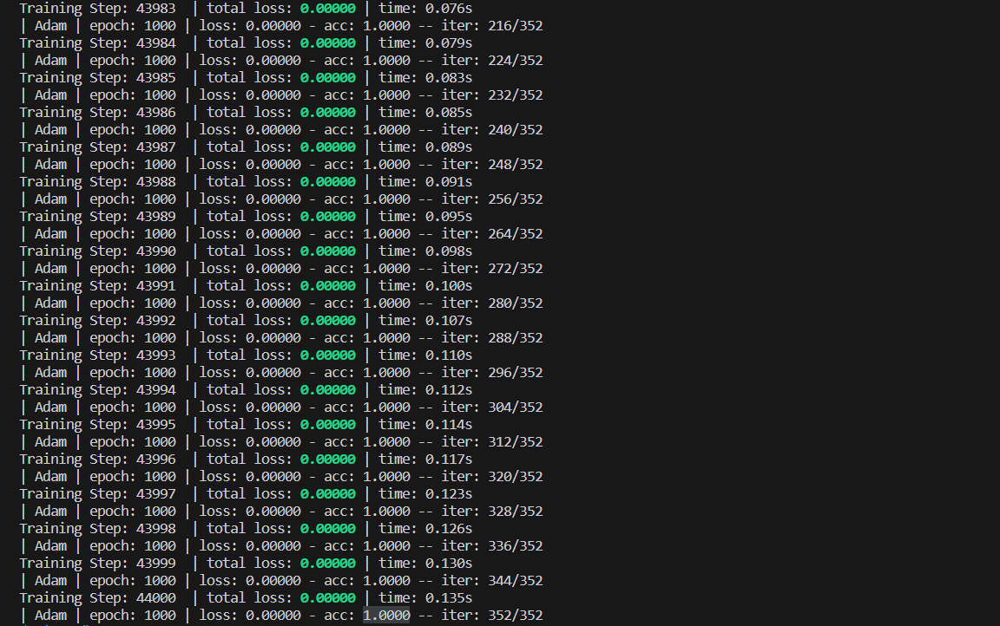 Training Step: 43983  | total loss: 0.00000 | time: 0.076s
| Adam | epoch: 1000 | loss: 0.00000 - acc: 1.0000 -- iter: 216/352
Training Step: 43984  | total loss: 0.00000 | time: 0.079s
| Adam | epoch: 1000 | loss: 0.00000 - acc: 1.0000 -- iter: 224/352
Training Step: 43985  | total loss: 0.00000 | time: 0.083s
| Adam | epoch: 1000 | loss: 0.00000 - acc: 1.0000 -- iter: 232/352
Training Step: 43986  | total loss: 0.00000 | time: 0.085s
| Adam | epoch: 1000 | loss: 0.00000 - acc: 1.0000 -- iter: 240/352
Training Step: 43987  | total loss: 0.00000 | time: 0.089s
| Adam | epoch: 1000 | loss: 0.00000 - acc: 1.0000 -- iter: 248/352
Training Step: 43988  | total loss: 0.00000 | time: 0.091s
| Adam | epoch: 1000 | loss: 0.00000 - acc: 1.0000 -- iter: 256/352
Training Step: 43989  | total loss: 0.00000 | time: 0.095s
| Adam | epoch: 1000 | loss: 0.00000 - acc: 1.0000 -- iter: 264/352
Training Step: 43990  | total loss: 0.00000 | time: 0.098s
| Adam | epoch: 1000 | loss: 0.00000 - acc: 1.0000 -- iter: 272/352
Training Step: 43991  | total loss: 0.00000 | time: 0.100s
| Adam | epoch: 1000 | loss: 0.00000 - acc: 1.0000 -- iter: 280/352
Training Step: 43992  | total loss: 0.00000 | time: 0.107s
| Adam | epoch: 1000 | loss: 0.00000 - acc: 1.0000 -- iter: 288/352
Training Step: 43993  | total loss: 0.00000 | time: 0.110s
| Adam | epoch: 1000 | loss: 0.00000 - acc: 1.0000 -- iter: 296/352
Training Step: 43994  | total loss: 0.00000 | time: 0.112s
| Adam | epoch: 1000 | loss: 0.00000 - acc: 1.0000 -- iter: 304/352
Training Step: 43995  | total loss: 0.00000 | time: 0.114s
| Adam | epoch: 1000 | loss: 0.00000 - acc: 1.0000 -- iter: 312/352
Training Step: 43996  | total loss: 0.00000 | time: 0.117s
| Adam | epoch: 1000 | loss: 0.00000 - acc: 1.0000 -- iter: 320/352
Training Step: 43997  | total loss: 0.00000 | time: 0.123s
| Adam | epoch: 1000 | loss: 0.00000 - acc: 1.0000 -- iter: 328/352
Training Step: 43998  | total loss: 0.00000 | time: 0.126s
| Adam | epoch: 1000 | loss: 0.00000 - acc: 1.0000 -- iter: 336/352
Training Step: 43999  | total loss: 0.00000 | time: 0.130s
| Adam | epoch: 1000 | loss: 0.00000 - acc: 1.0000 -- iter: 344/352
Training Step: 44000  | total loss: 0.00000 | time: 0.135s
| Adam | epoch: 1000 | loss: 0.00000 - acc: 1.0000 -- iter: 352/352